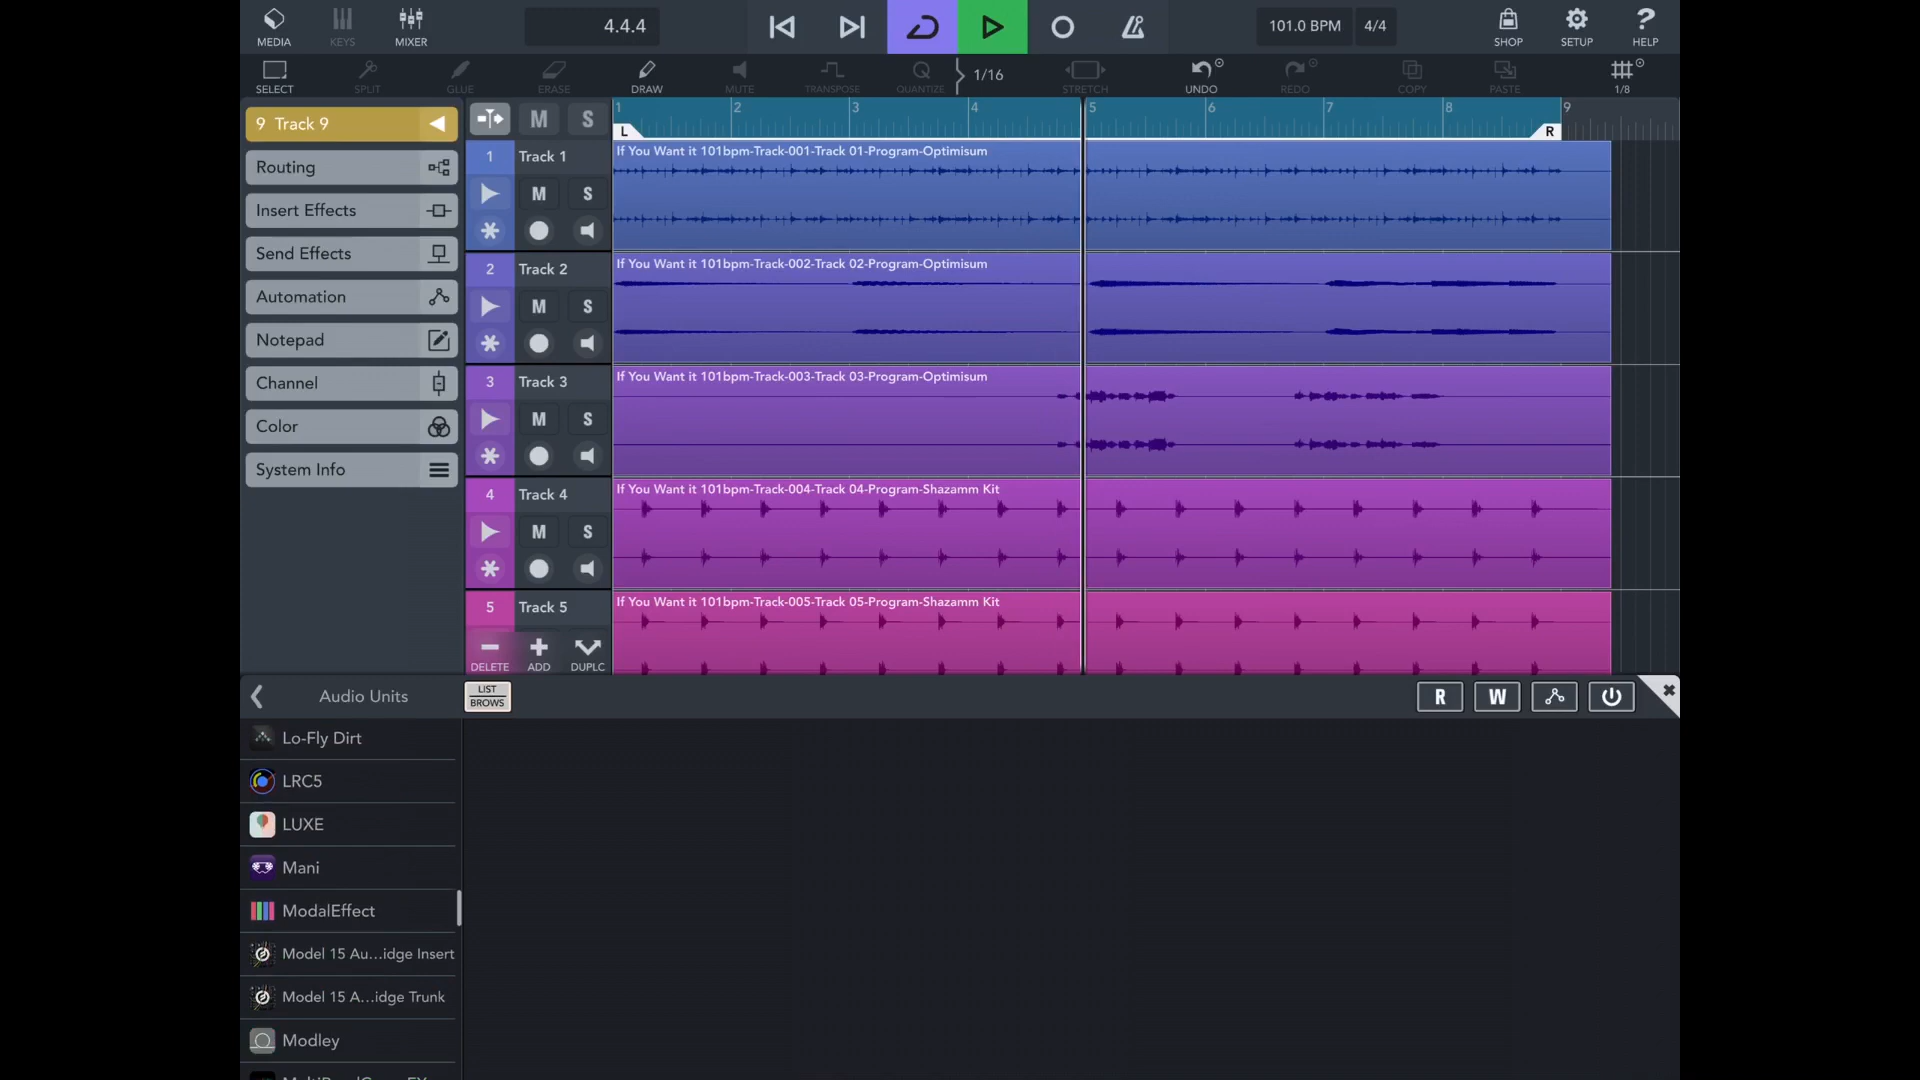 MEDIA
KEYS
MIXER
4.4.4
101.0 BPM
4/4
SHOP
SETUP
HELP
SELECT
SPLIT
GLUE
ERASE
DRAW
MUTE
TRANSPOSE
QUANTIZE
1/16
STRETCH
UNDO
REDO
COPY
PASTE
1/8
9 Track 9
Routing
Insert Effects
Send Effects
Automation
Notepad
Channel
Color
System Info
M S
1 2 3 4 5 6 7 8 9
L
R
1 Track 1
M S
If You Want it 101bpm-Track-001-Track 01-Program-Optimisum
2 Track 2
M S
If You Want it 101bpm-Track-002-Track 02-Program-Optimisum
3 Track 3
M S
If You Want it 101bpm-Track-003-Track 03-Program-Optimisum
4 Track 4
M S
If You Want it 101bpm-Track-004-Track 04-Program-Shazamm Kit
5 Track 5
If You Want it 101bpm-Track-005-Track 05-Program-Shazamm Kit
DELETE
ADD
DUPLC
Audio Units
LIST
BROWS
R
W
Lo-Fly Dirt
LRC5
LUXE
Mani
ModalEffect
Model 15 Au...idge Insert
Model 15 A...idge Trunk
Modley